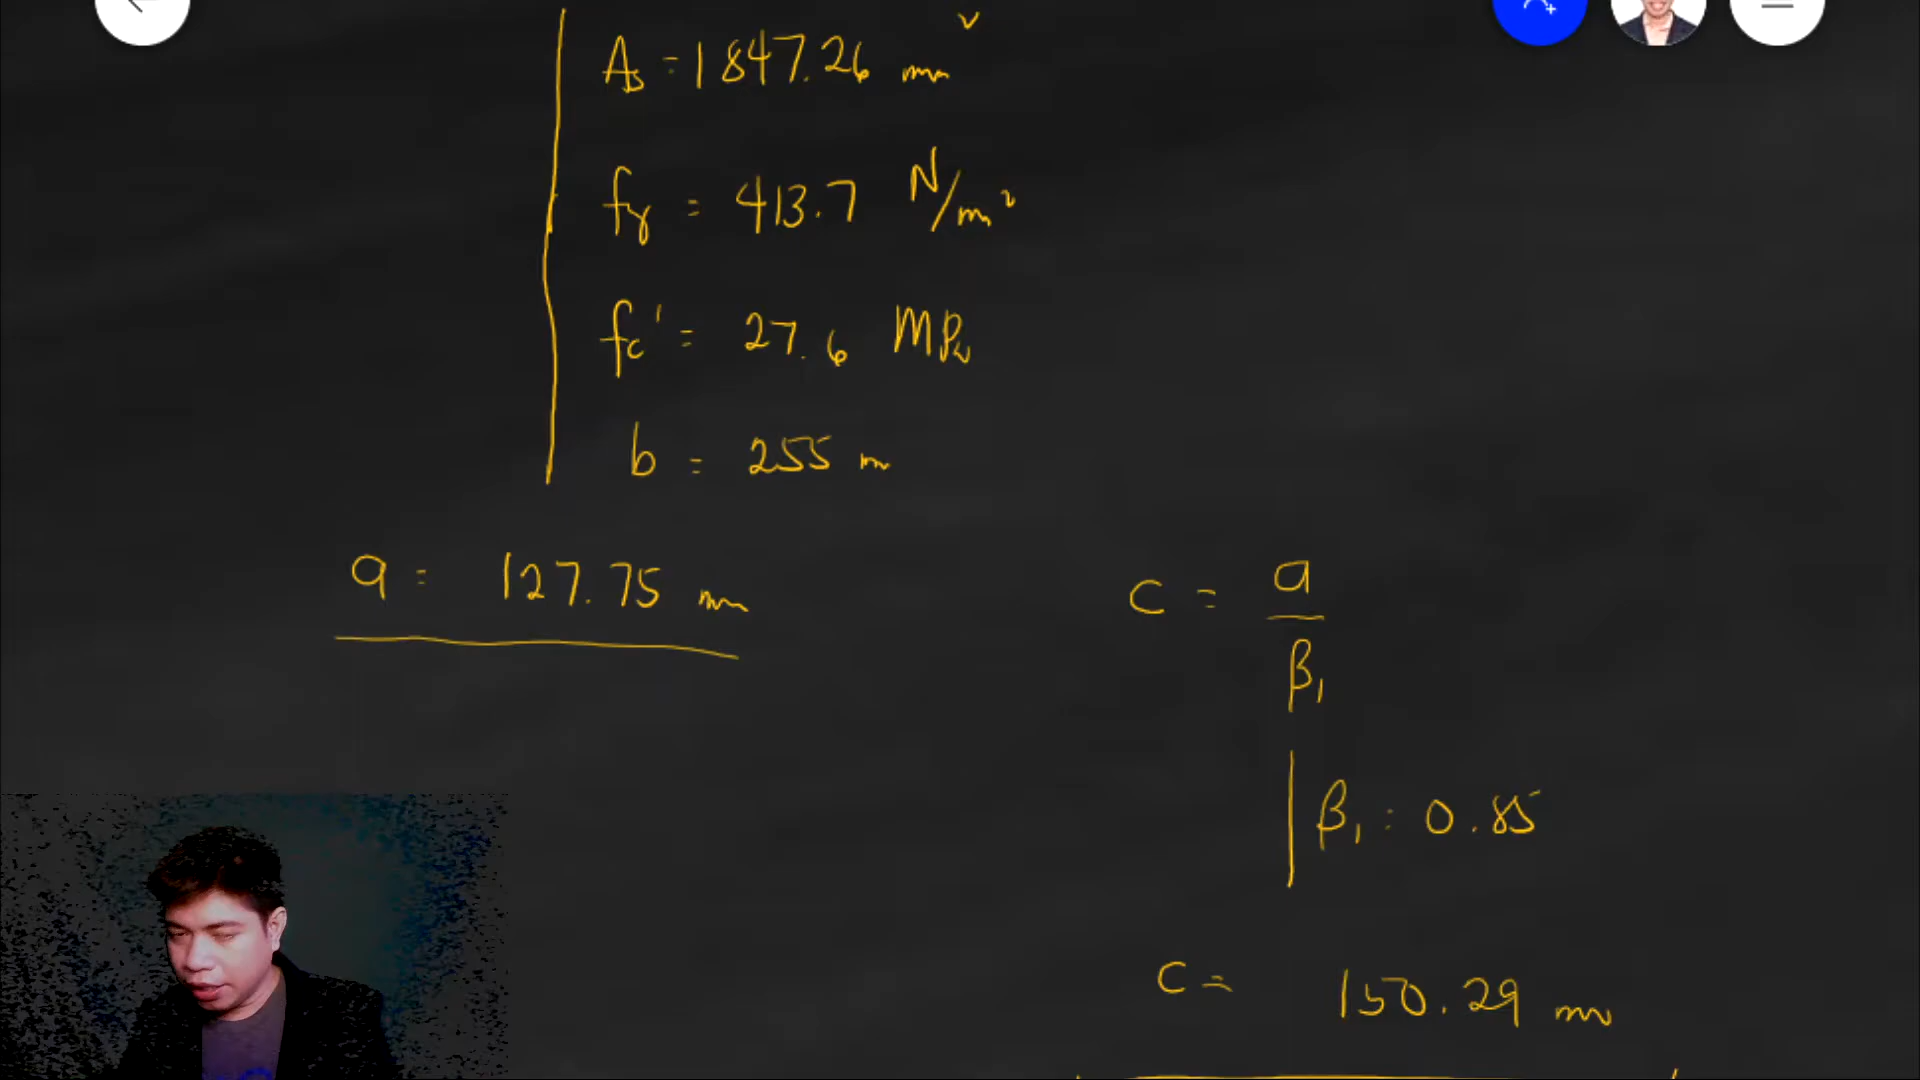 As = 1847.26 mm²
fy = 413.7 N/mm²
fc' = 27.6 MPa
b = 255 mm
a = 127.75 mm
c = a / β1
β1 = 0.85
c = 150.29 mm